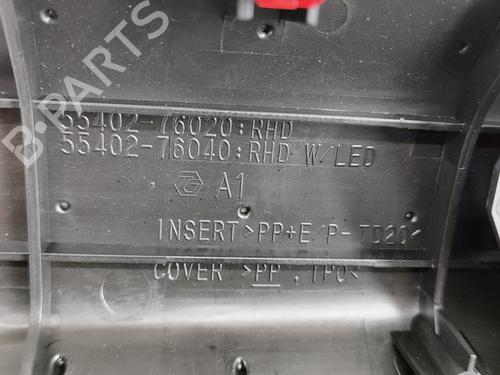 B-PARTS
55402-76020:RHD
55402-76040:RHD W/LED
A1
INSERT >PP+E/P-TD20<
COVER >PP, TPO<